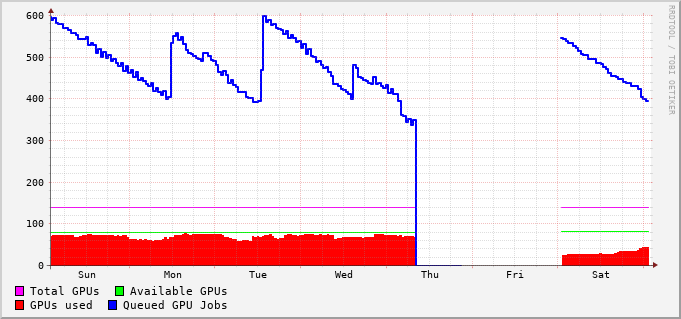 600
500
400
300
200
100
0
Sun Mon Tue Wed Thu Fri Sat
Total GPUs Available GPUs
GPUs used Queued GPU Jobs
RRDTOOL / TOBI OETIKER